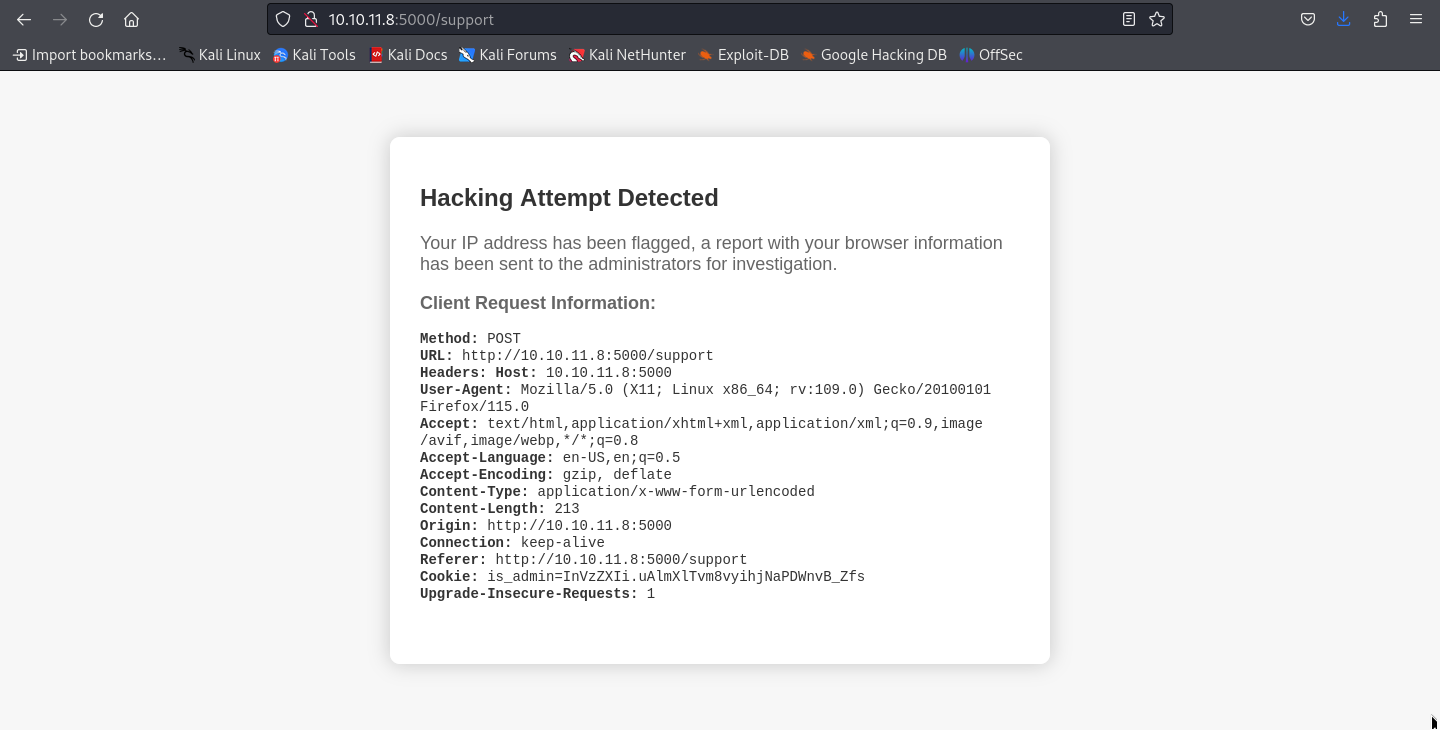 10.10.11.8:5000/support
Import bookmarks… Kali Linux Kali Tools Kali Docs Kali Forums Kali NetHunter Exploit-DB Google Hacking DB OffSec
Hacking Attempt Detected
Your IP address has been flagged, a report with your browser information
has been sent to the administrators for investigation.
Client Request Information:
Method: POST
URL: http://10.10.11.8:5000/support
Headers: Host: 10.10.11.8:5000
User-Agent: Mozilla/5.0 (X11; Linux x86_64; rv:109.0) Gecko/20100101
Firefox/115.0
Accept: text/html,application/xhtml+xml,application/xml;q=0.9,image
/avif,image/webp,*/*;q=0.8
Accept-Language: en-US,en;q=0.5
Accept-Encoding: gzip, deflate
Content-Type: application/x-www-form-urlencoded
Content-Length: 213
Origin: http://10.10.11.8:5000
Connection: keep-alive
Referer: http://10.10.11.8:5000/support
Cookie: is_admin=InVzZXIi.uAlmXlTvm8vyihjNaPDWnvB_Zfs
Upgrade-Insecure-Requests: 1